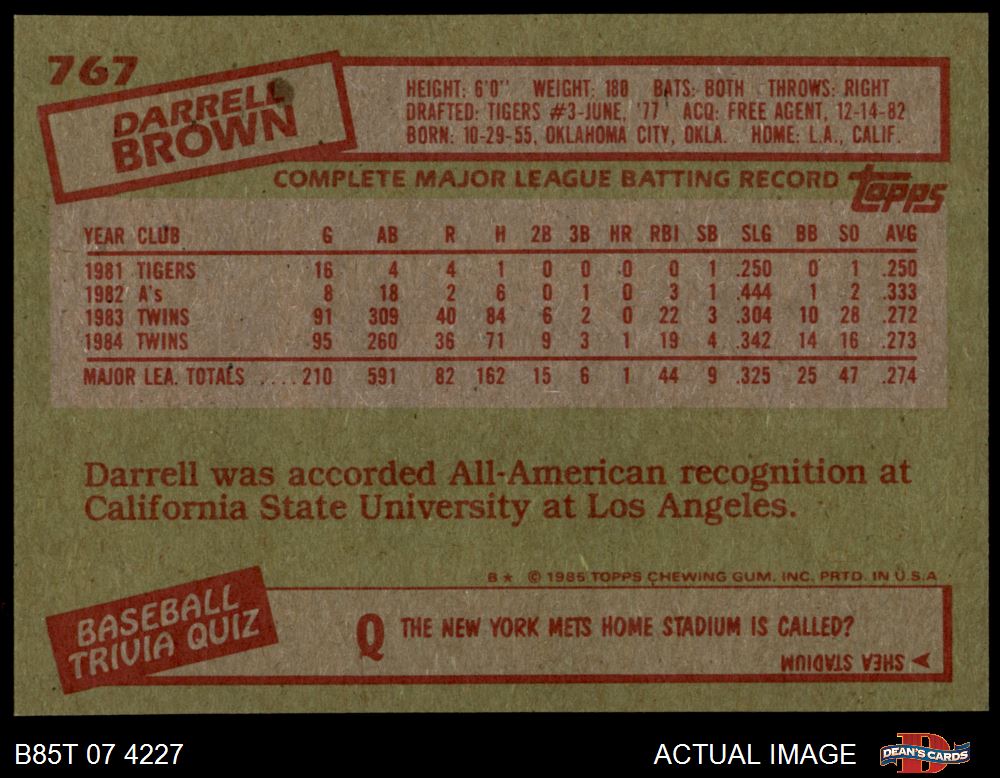 767
DARRELL
BROWN
HEIGHT: 6'0" WEIGHT: 180 BATS: BOTH THROWS: RIGHT
DRAFTED: TIGERS #3-JUNE, '77 ACQ: FREE AGENT, 12-14-82
BORN: 10-29-55, OKLAHOMA CITY, OKLA. HOME: L.A., CALIF.
COMPLETE MAJOR LEAGUE BATTING RECORD
topps
YEAR CLUB G AB R H 2B 3B HR RBI SB SLG BB SO AVG
1981 TIGERS 16 4 4 1 0 0 0 0 1 .250 0 1 .250
1982 A's 8 18 2 6 0 1 0 3 1 .444 1 2 .333
1983 TWINS 91 309 40 84 6 2 0 22 3 .304 10 28 .272
1984 TWINS 95 260 36 71 9 3 1 19 4 .342 14 16 .273
MAJOR LEA. TOTALS ....210 591 82 162 15 6 1 44 9 .325 25 47 .274
Darrell was accorded All-American recognition at
California State University at Los Angeles.
B★ © 1985 TOPPS CHEWING GUM, INC. PRTD. IN U.S.A.
BASEBALL
TRIVIA QUIZ
Q THE NEW YORK METS HOME STADIUM IS CALLED?
SHEA STADIUM
B85T 07 4227
ACTUAL IMAGE
D
DEAN'S CARDS